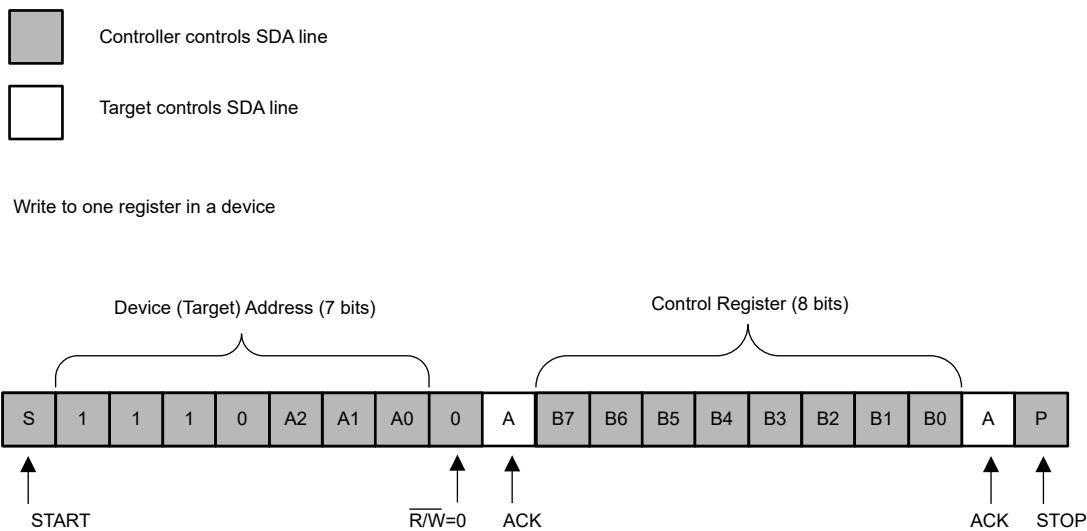 Controller controls SDA line
Target controls SDA line
Write to one register in a device
Device (Target) Address (7 bits)
Control Register (8 bits)
S 1 1 1 0 A2 A1 A0 0 A B7 B6 B5 B4 B3 B2 B1 B0 A P
START R/W=0 ACK ACK STOP